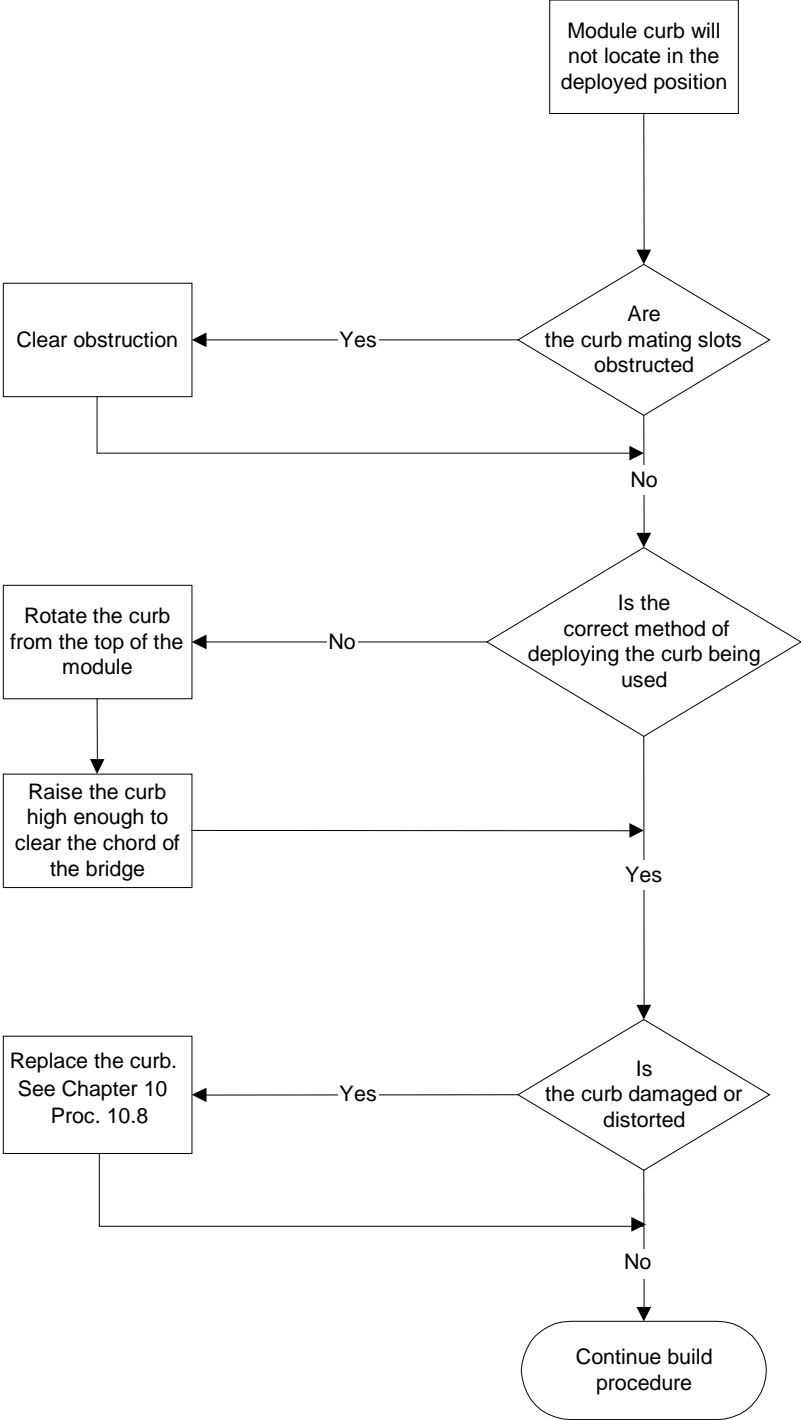 Module curb will
not locate in the
deployed position
Are
the curb mating slots
obstructed
Yes
Clear obstruction
No
Is the
correct method of
deploying the curb being
used
No
Rotate the curb
from the top of the
module
Raise the curb
high enough to
clear the chord of
the bridge
Yes
Is
the curb damaged or
distorted
Yes
Replace the curb.
See Chapter 10
Proc. 10.8
No
Continue build
procedure